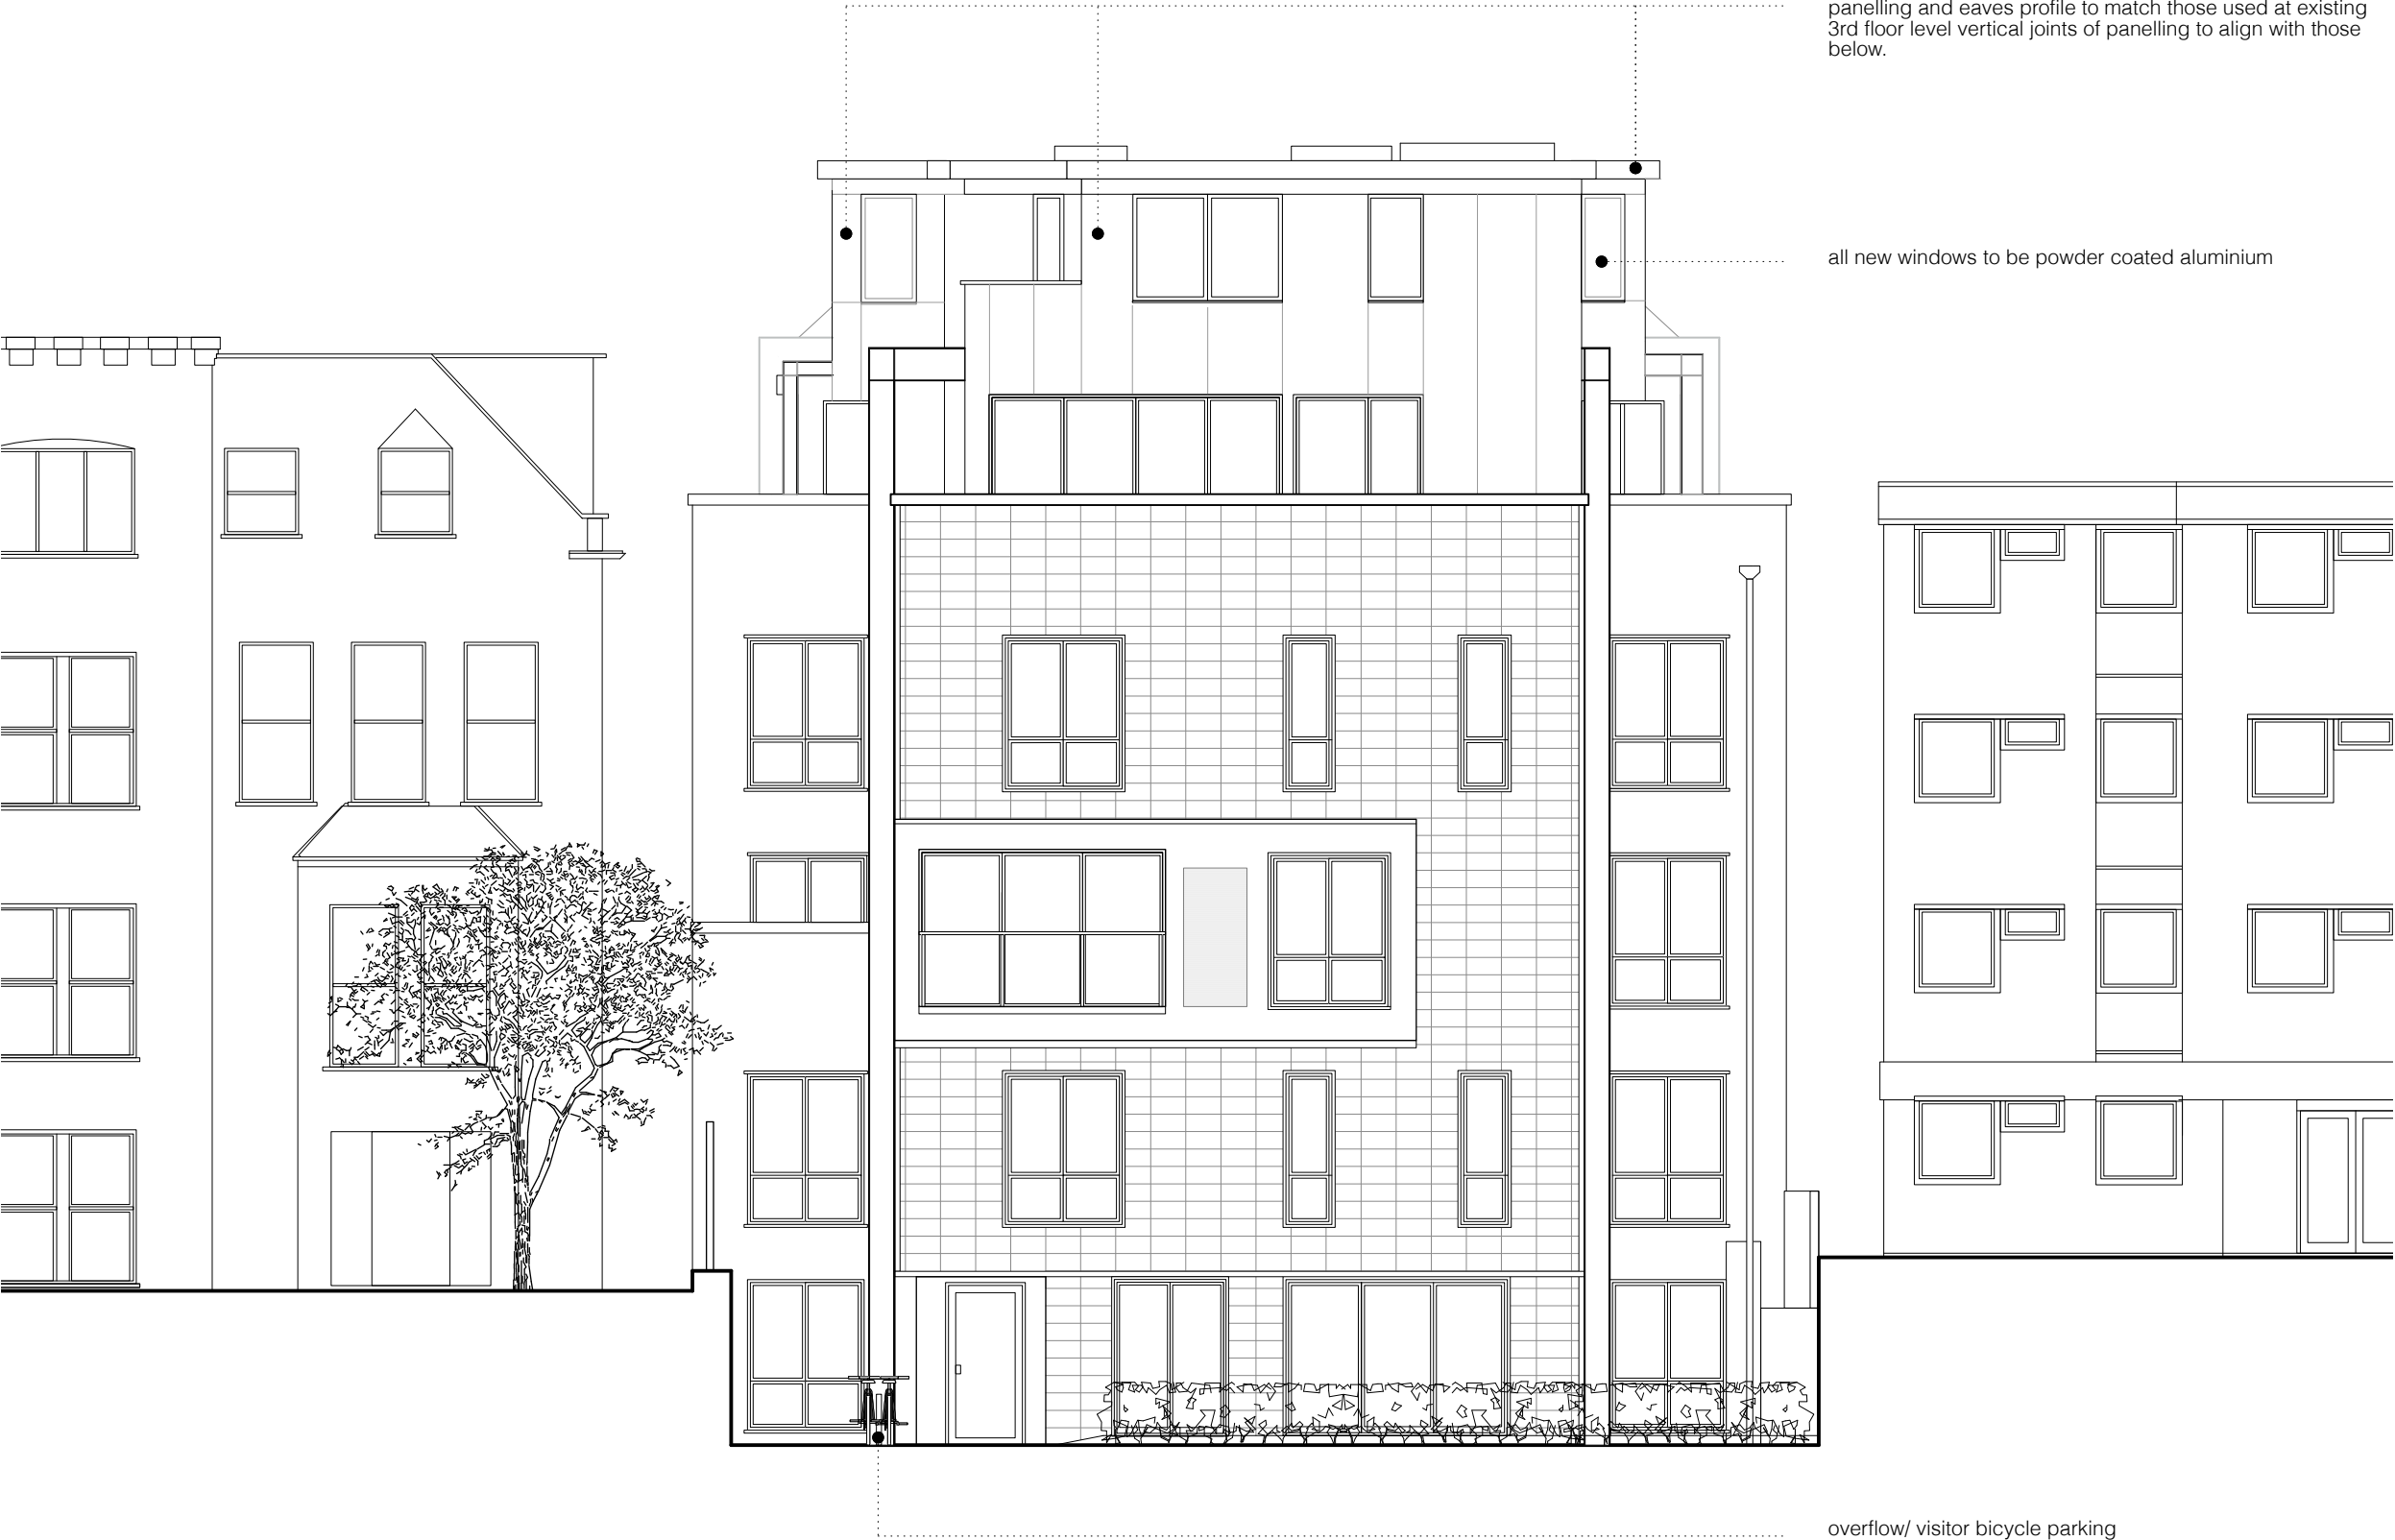 panelling and eaves profile to match those used at existing
3rd floor level vertical joints of panelling to align with those
below.
all new windows to be powder coated aluminium
overflow/ visitor bicycle parking